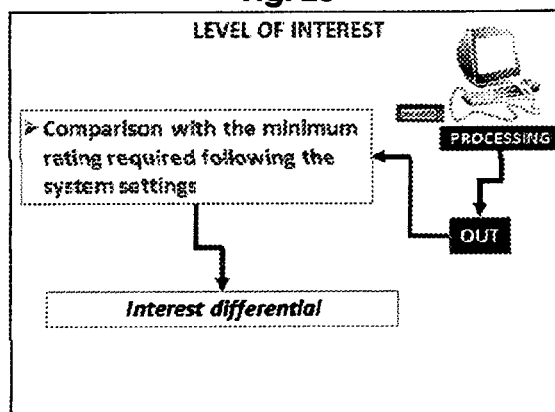 LEVEL OF INTEREST
➢ Comparison with the minimum
rating required following the
system settings
PROCESSING
OUT
Interest differential